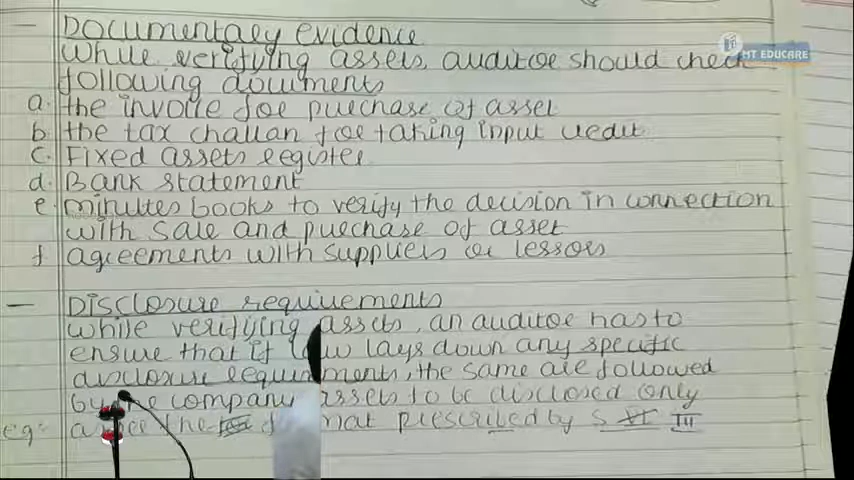 Documentary evidence
While verifying assets, auditor should check
following documents
a. the invoice for purchase of asset
b. the tax challan for taking input credit
c. Fixed assets register
d. Bank statement
e. minutes books to verify the decision in connection
with sale and purchase of asset
f agreements with suppliers or lessors
MT EDUCARE
— Disclosure requirements
while verifying assets, an auditor has to
ensure that if law lays down any specific
disclosure requirements, the same are followed
by the company assets to be disclosed only
eg:- as per the format prescribed by S III